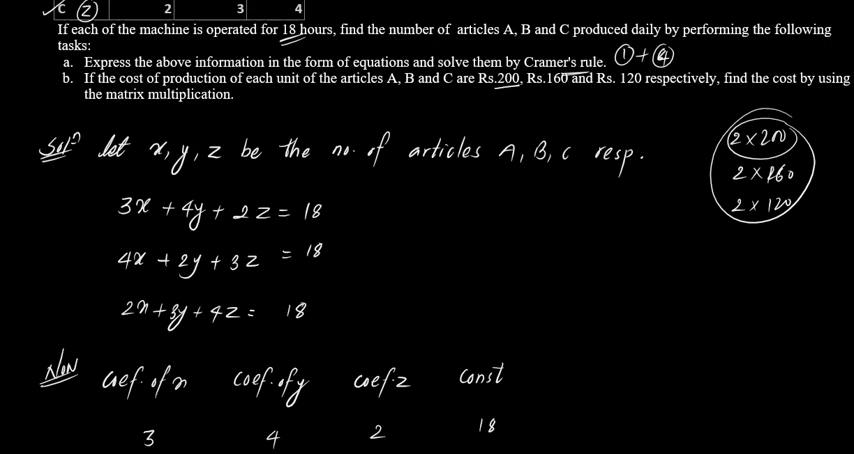 C Z 2 3 4
If each of the machine is operated for 18 hours, find the number of articles A, B and C produced daily by performing the following
tasks:
a. Express the above information in the form of equations and solve them by Cramer's rule. 1 + 4
b. If the cost of production of each unit of the articles A, B and C are Rs.200, Rs.160 and Rs. 120 respectively, find the cost by using
the matrix multiplication.
Solⁿ let x, y, z be the no. of articles A, B, C resp.
2 × 200
2 × 160
2 × 120
3x + 4y + 2z = 18
4x + 2y + 3z = 18
2x + 3y + 4z = 18
Now coef. of x coef. of y coef. z const
3 4 2 18